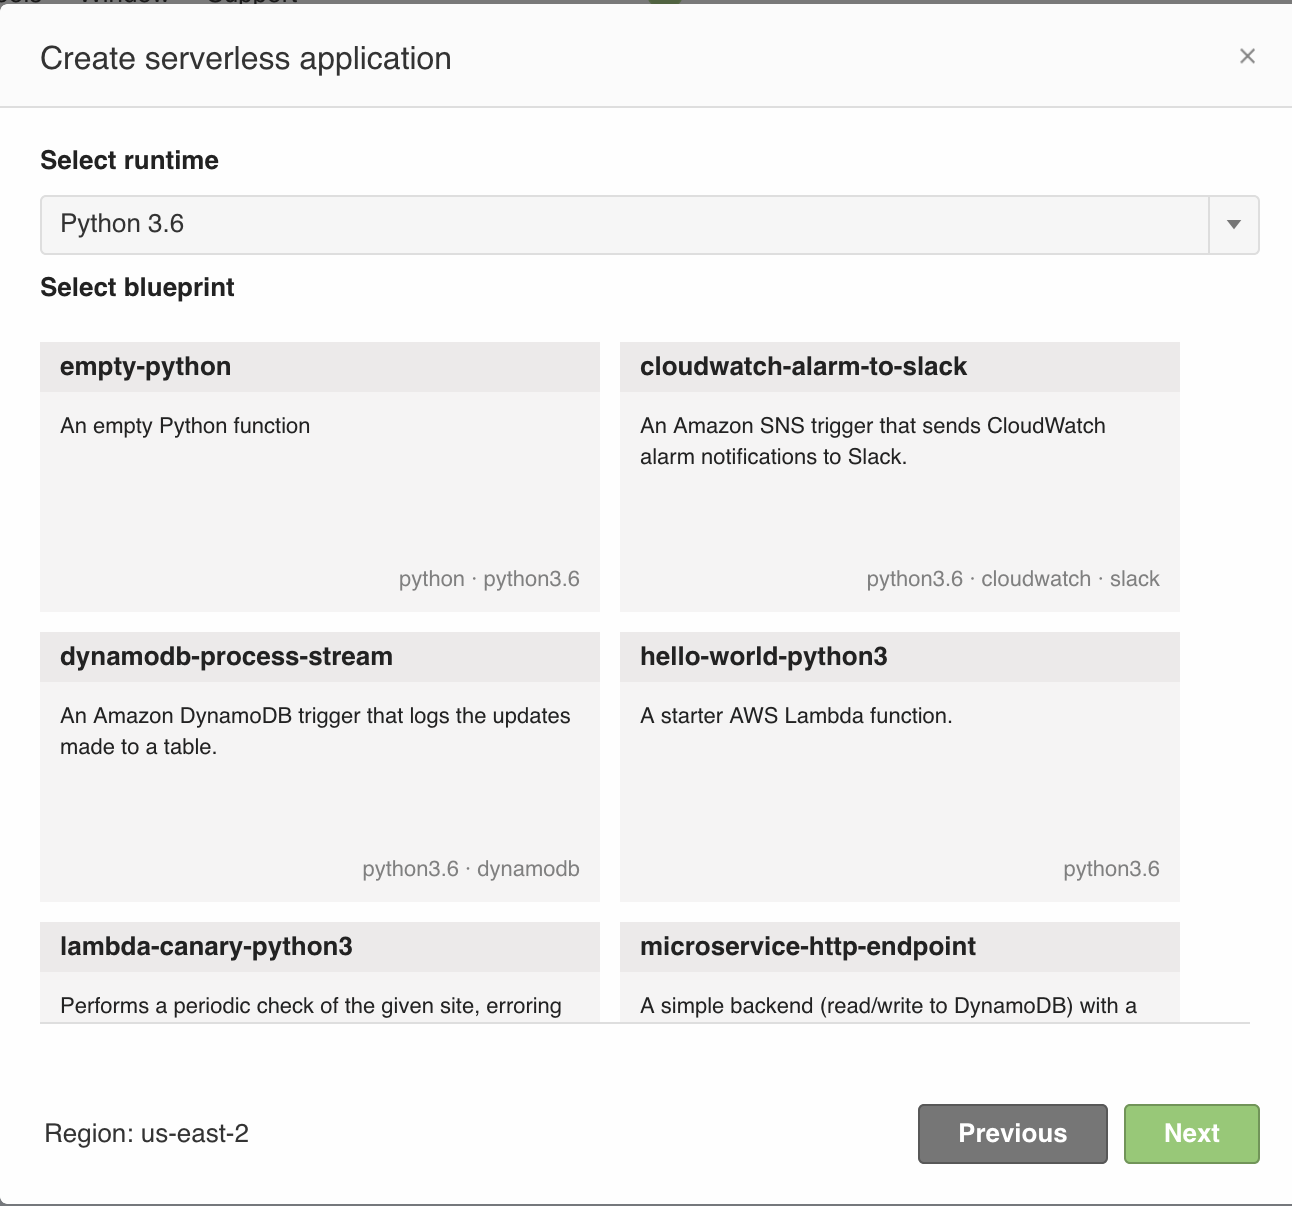 Create serverless application
×
Select runtime
Python 3.6
Select blueprint
empty-python
An empty Python function
python · python3.6
cloudwatch-alarm-to-slack
An Amazon SNS trigger that sends CloudWatch
alarm notifications to Slack.
python3.6 · cloudwatch · slack
dynamodb-process-stream
An Amazon DynamoDB trigger that logs the updates
made to a table.
python3.6 · dynamodb
hello-world-python3
A starter AWS Lambda function.
python3.6
lambda-canary-python3
Performs a periodic check of the given site, erroring
microservice-http-endpoint
A simple backend (read/write to DynamoDB) with a
Region: us-east-2
Previous
Next